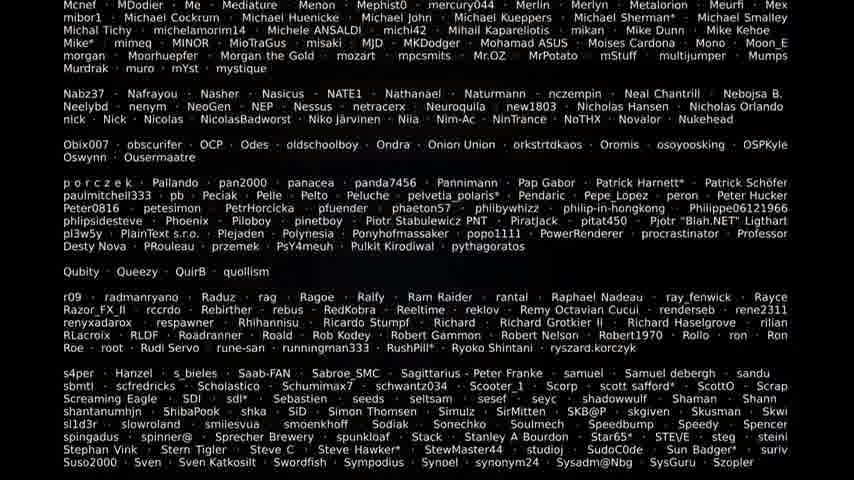 Mcnef · MDodier · Me · Mediature · Menon · Mephist0 · mercury044 · Merlin · Merlyn · Metalorion · Meurfi · Mex
mibor1 · Michael Cockrum · Michael Huenicke · Michael John · Michael Kueppers · Michael Sherman* · Michael Smalley
Michal Tichy · michelamorim14 · Michele ANSALDI · michi42 · Mihail Kapareliotis · mikan · Mike Dunn · Mike Kehoe
Mike* · mimeq · MINOR · MioTraGus · misaki · MJD · MKDodger · Mohamad ASUS · Moises Cardona · Mono · Moon_E
morgan · Moorhuepfer · Morgan the Gold · mozart · mpcsmits · Mr.OZ · MrPotato · mStuff · multijumper · Mumps
Murdrak · muro · mYst · mystique
Nabz37 · Nafrayou · Nasher · Nasicus · NATE1 · Nathanael · Naturmann · nczempin · Neal Chantrill · Nebojsa B.
Neelybd · nenym · NeoGen · NEP · Nessus · netracerx · Neuroquila · new1803 · Nicholas Hansen · Nicholas Orlando
nick · Nick · Nicolas · NicolasBadworst · Niko Järvinen · Niia · Nim-Ac · NinTrance · NoTHX · Novalor · Nukehead
Obix007 · obscurifer · OCP · Odes · oldschoolboy · Ondra · Onion Union · orkstrtdkaos · Oromis · osoyoosking · OSPKyle
Oswynn · Ousermaatre
p o r c z e k · Pallando · pan2000 · panacea · panda7456 · Pannimann · Pap Gabor · Patrick Harnett* · Patrick Schöfer
paulmitchell333 · pb · Peciak · Pelle · Pelto · Peluche · pelvetia_polaris* · Pendaric · Pepe_Lopez · peron · Peter Hucker
Peter0816 · petesimon · PetrHorcicka · pfuender · phaeton57 · philbywhizz · philip-in-hongkong · Philippe06121966
phlipsidesteve · Phoenix · Piloboy · pinetboy · Piotr Stabulewicz PNT · PiratJack · pitat450 · Pjotr "Blah.NET" Ligthart
pl3w5y · PlainText s.r.o. · Plejaden · Polynesia · Ponyhofmassaker · popo1111 · PowerRenderer · procrastinator · Professor
Desty Nova · PRouleau · przemek · PsY4meuh · Pulkit Kirodiwal · pythagoratos
Qubity · Queezy · QuirB · quollism
r09 · radmanryano · Raduz · rag · Ragoe · Ralfy · Ram Raider · rantal · Raphael Nadeau · ray_fenwick · Rayce
Razor_FX_II · rccrdo · Rebirther · rebus · RedKobra · Reeltime · reklov · Remy Octavian Cucui · renderseb · rene2311
renyxadarox · respawner · Rhihannisu · Ricardo Stumpf · Richard · Richard Grotkier II · Richard Haselgrove · rilian
RLacroix · RLDF · Roadranner · Roald · Rob Kodey · Robert Gammon · Robert Nelson · Robert1970 · Rollo · ron · Ron
Roe · root · Rudi Servo · rune-san · runningman333 · RushPill* · Ryoko Shintani · ryszard.korczyk
s4per · Hanzel · s_bieles · Saab-FAN · Sabroe_SMC · Sagittarius - Peter Franke · samuel · Samuel debergh · sandu
sbmtl · scfredricks · Scholastico · Schumimax7 · schwantz034 · Scooter_1 · Scorp · scott safford* · ScottO · Scrap
Screaming Eagle · SDI · sdl* · Sebastien · seeds · seltsam · sesef · seyc · shadowwulf · Shaman · Shann
shantanumhjn · ShibaPook · shka · SiD · Simon Thomsen · Simulz · SirMitten · SKB@P · skgiven · Skusman · Skwi
sl1d3r · slowroland · smilesvua · smoenkhoff · Sodiak · Sonechko · Soulmech · Speedbump · Speedy · Spencer
spingadus · spinner@ · Sprecher Brewery · spunkloaf · Stack · Stanley A Bourdon · Star65* · STE\/E · steg · steinl
Stephan Vink · Stern Tigler · Steve C · Steve Hawker* · StewMaster44 · studioj · SudoC0de · Sun Badger* · suriv
Suso2000 · Sven · Sven Katkosilt · Swordfish · Sympodius · Synoel · synonym24 · Sysadm@Nbg · SysGuru · Szopler